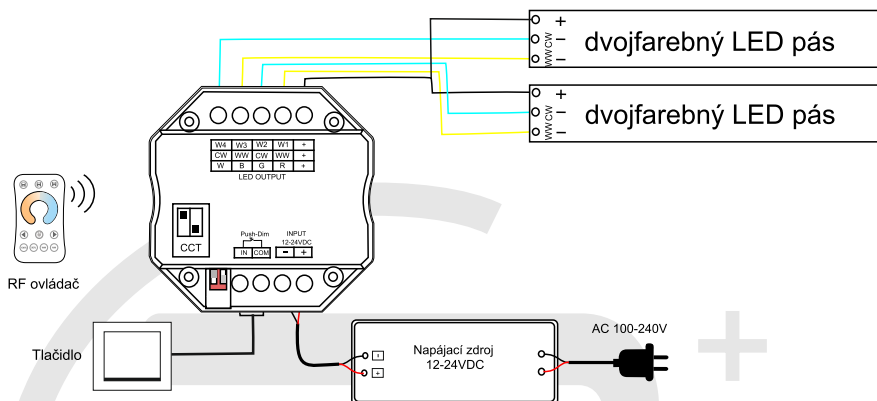 +
CW −
WW −
dvojfarebný LED pás
+
CW −
WW −
dvojfarebný LED pás
W4 W3 W2 W1 +
CW WW CW WW +
W B G R +
LED OUTPUT
CCT
Push-Dim
IN COM
INPUT
12-24VDC
− +
RF ovládač
Tlačidlo
Napájací zdroj
12-24VDC
- 
+
AC 100-240V